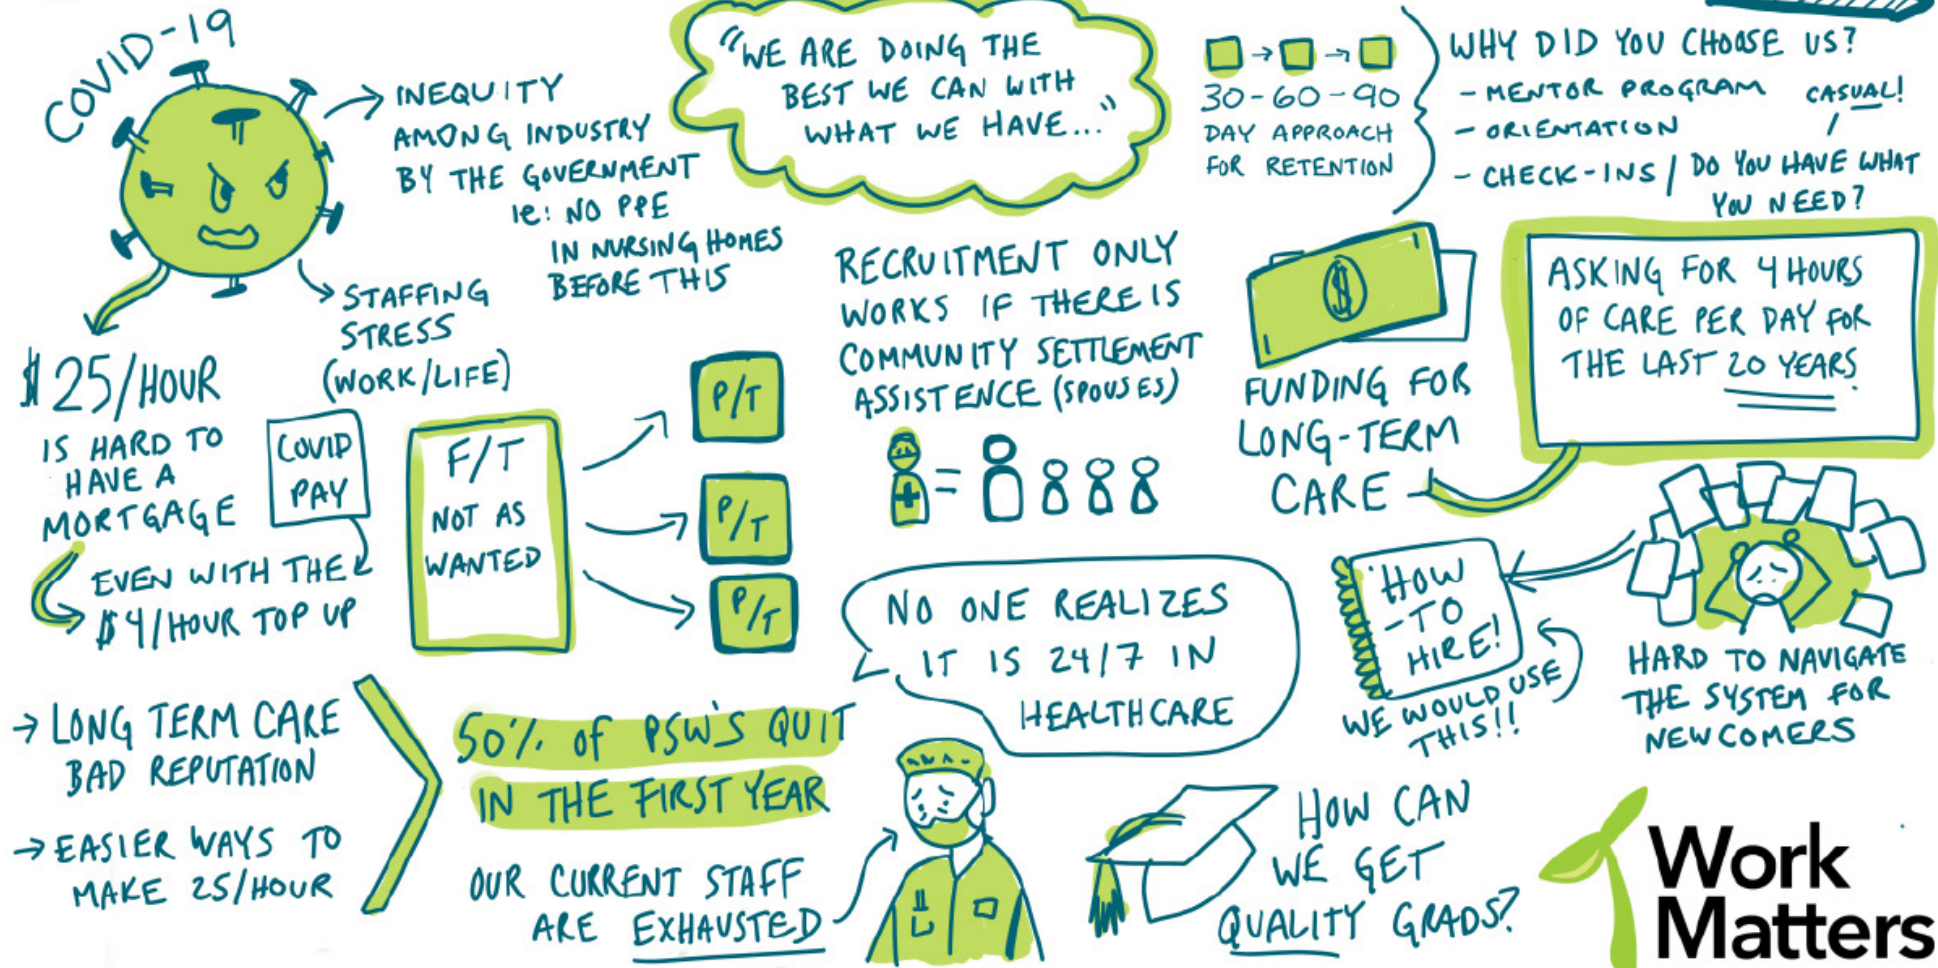 COVID-19
INEQUITY
AMONG INDUSTRY
BY THE GOVERNMENT
ie: NO PPE
IN NURSING HOMES
BEFORE THIS
STAFFING
STRESS
(WORK/LIFE)
$25/HOUR
IS HARD TO
HAVE A
MORTGAGE
COVID
PAY
EVEN WITH THE
$4/HOUR TOP UP
F/T
NOT AS
WANTED
P/T
P/T
P/T
"WE ARE DOING THE
BEST WE CAN WITH
WHAT WE HAVE..."
30-60-90
DAY APPROACH
FOR RETENTION
WHY DID YOU CHOOSE US?
- MENTOR PROGRAM
- ORIENTATION
- CHECK-INS /
CASUAL!
DO YOU HAVE WHAT
YOU NEED?
RECRUITMENT ONLY
WORKS IF THERE IS
COMMUNITY SETTLEMENT
ASSISTENCE (SPOUSES)
=
$
FUNDING FOR
LONG-TERM
CARE
ASKING FOR 4 HOURS
OF CARE PER DAY FOR
THE LAST 20 YEARS
NO ONE REALIZES
IT IS 24/7 IN
HEALTHCARE
HOW
-TO
HIRE!
WE WOULD USE
THIS!!
HARD TO NAVIGATE
THE SYSTEM FOR
NEWCOMERS
→ LONG TERM CARE
BAD REPUTATION
→ EASIER WAYS TO
MAKE 25/HOUR
50% of PSW'S QUIT
IN THE FIRST YEAR
OUR CURRENT STAFF
ARE EXHAUSTED
HOW CAN
WE GET
QUALITY GRADS?
Work
Matters